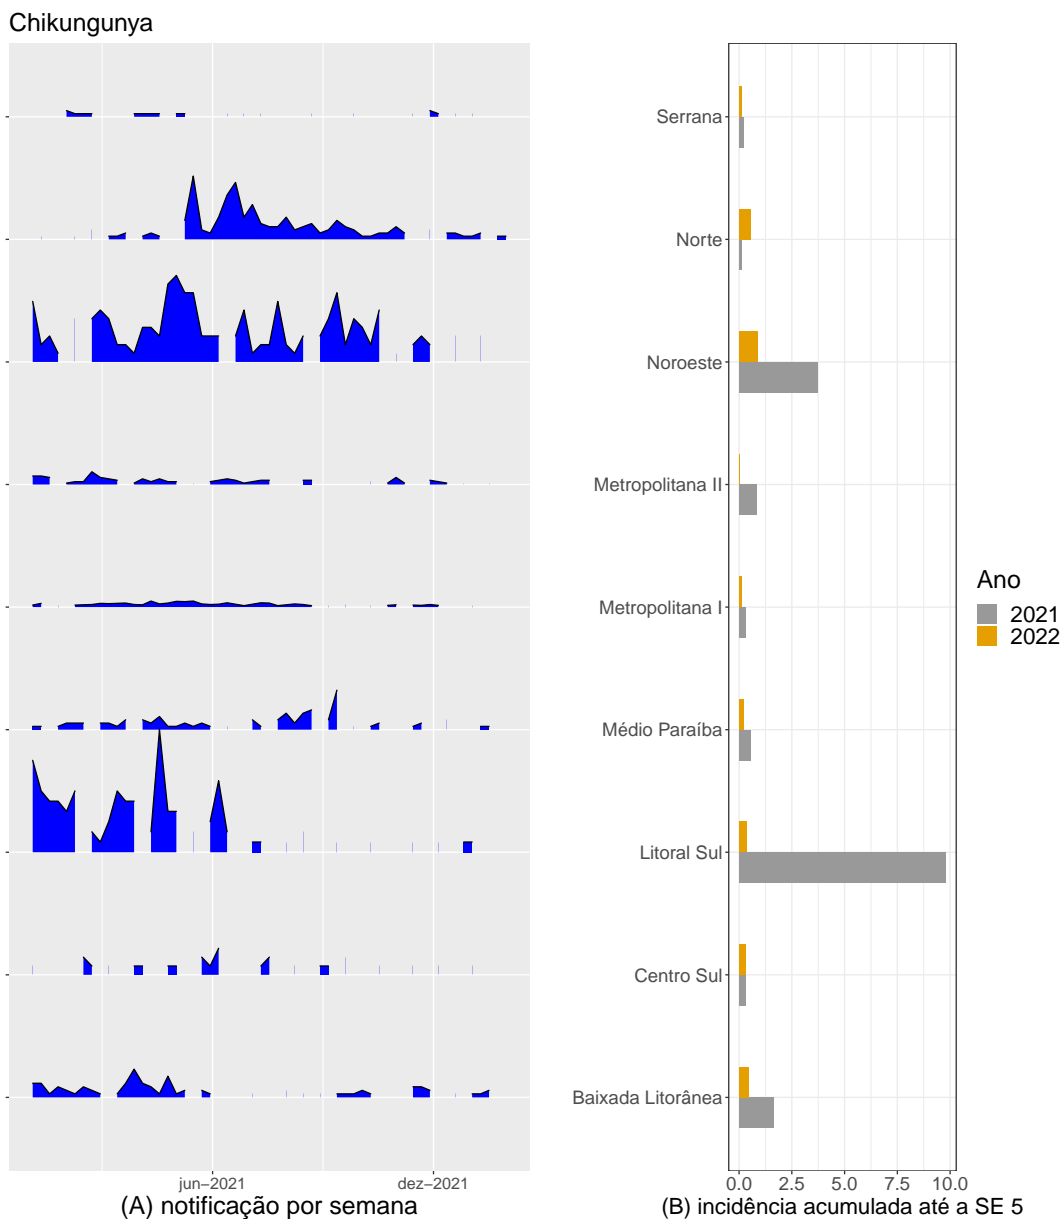 Chikungunya
Serrana
Norte
Noroeste
Metropolitana II
Metropolitana I
Médio Paraíba
Litoral Sul
Centro Sul
Baixada Litorânea
Ano
2021
2022
jun−2021 dez−2021
0.0 2.5 5.0 7.5 10.0
(A) notificação por semana
(B) incidência acumulada até a SE 5